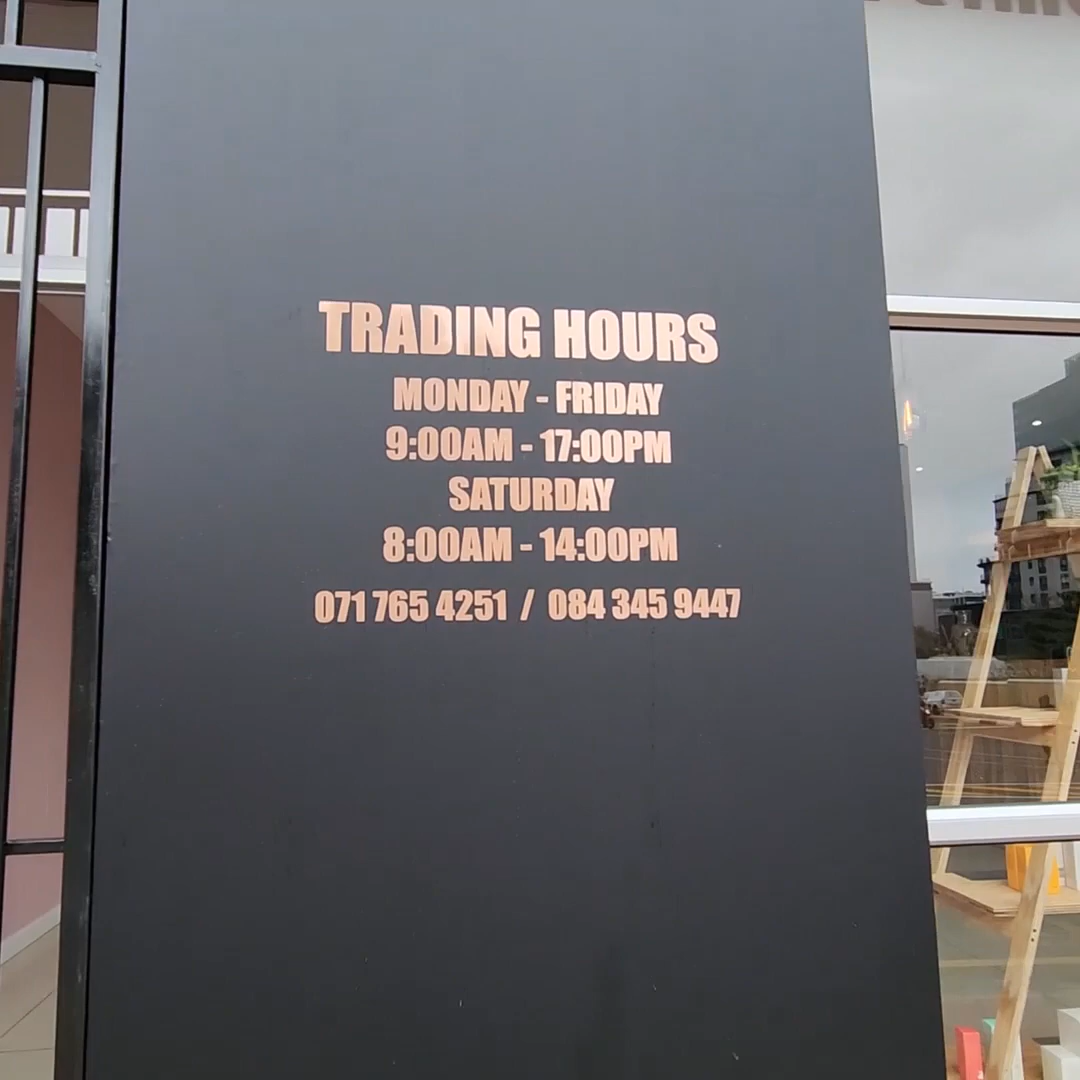 TRADING HOURS
MONDAY - FRIDAY
9:00AM - 17:00PM
SATURDAY
8:00AM - 14:00PM
071 765 4251 / 084 345 9447